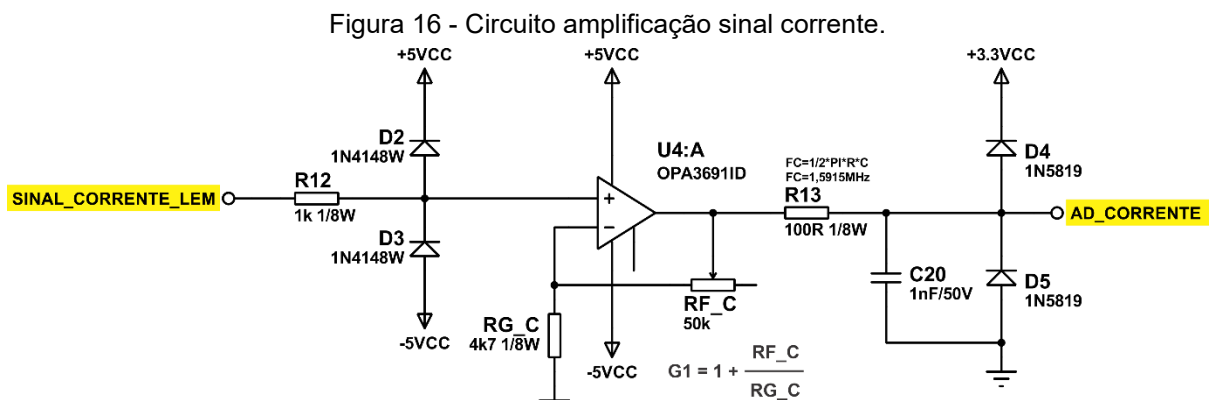 Figura 16 - Circuito amplificação sinal corrente.
+5VCC
+5VCC
+3.3VCC
D2
1N4148W
U4:A
OPA3691ID
FC=1/2*PI*R*C
FC=1,5915MHz
D4
1N5819
SINAL_CORRENTE_LEM
R12
1k 1/8W
+
-
R13
100R 1/8W
AD_CORRENTE
D3
1N4148W
C20
1nF/50V
D5
1N5819
RF_C
50k
RG_C
4k7 1/8W
-5VCC
-5VCC
G1 = 1 + RF_C
RG_C